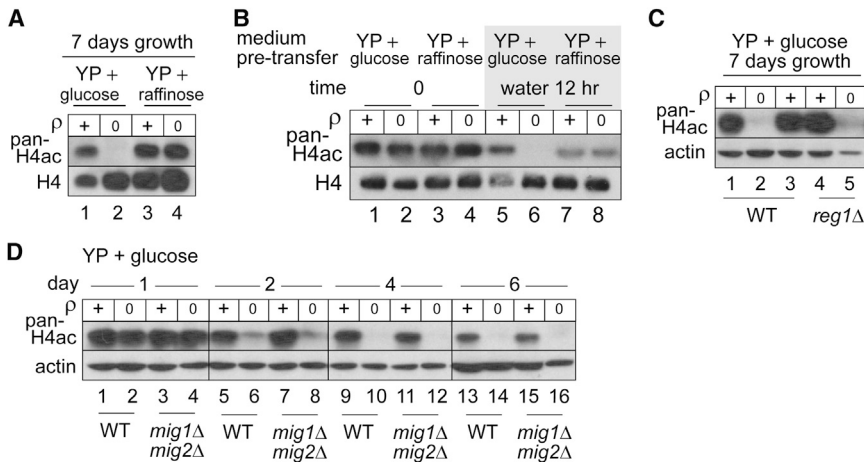 A
7 days growth
YP + glucose YP + raffinose
ρ + 0 + 0
pan-H4ac
H4
1 2 3 4
B
medium pre-transfer YP + glucose YP + raffinose YP + glucose YP + raffinose
time 0 water 12 hr
ρ + 0 + 0 + 0 + 0
pan-H4ac
H4
1 2 3 4 5 6 7 8
C
YP + glucose
7 days growth
ρ + 0 + + 0
pan-H4ac
actin
1 2 3 4 5
WT reg1Δ
D
YP + glucose
day 1 2 4 6
ρ + 0 + 0 + 0 + 0 + 0 + 0 + 0 + 0
pan-H4ac
actin
1 2 3 4 5 6 7 8 9 10 11 12 13 14 15 16
WT mig1Δ mig2Δ WT mig1Δ mig2Δ WT mig1Δ mig2Δ WT mig1Δ mig2Δ